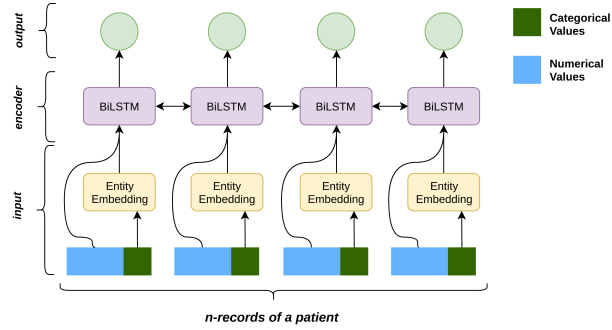 output
Categorical
Values
Numerical
Values
encoder
BiLSTM
BiLSTM
BiLSTM
BiLSTM
input
Entity
Embedding
Entity
Embedding
Entity
Embedding
Entity
Embedding
n-records of a patient